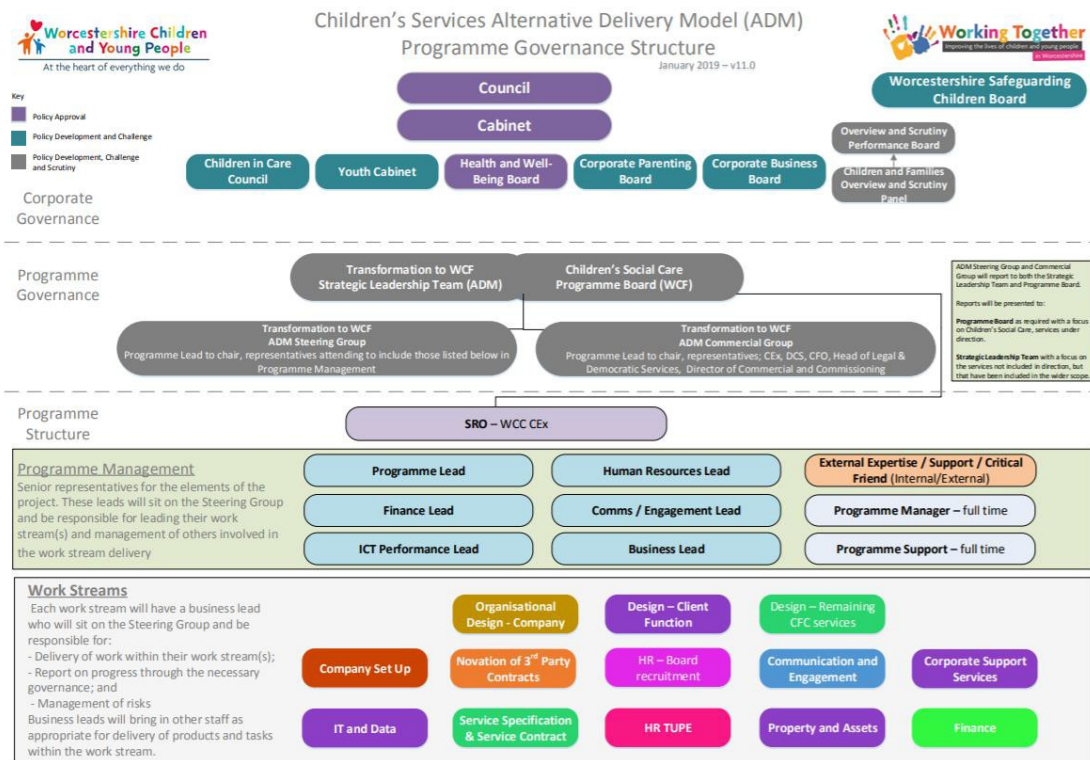 Worcestershire Children
and Young People
At the heart of everything we do
Children's Services Alternative Delivery Model (ADM)
Programme Governance Structure
January 2019 – v11.0
Working Together
Improving the lives of children and young people
in Worcestershire
Key
Policy Approval
Policy Development and Challenge
Policy Development, Challenge
and Scrutiny
Corporate
Governance
Council
Cabinet
Worcestershire Safeguarding
Children Board
Children in Care
Council
Youth Cabinet
Health and Well-
Being Board
Corporate Parenting
Board
Corporate Business
Board
Overview and Scrutiny
Performance Board
Children and Families
Overview and Scrutiny
Panel
Programme
Governance
Transformation to WCF
Strategic Leadership Team (ADM)
Children's Social Care
Programme Board (WCF)
Transformation to WCF
ADM Steering Group
Programme Lead to chair, representatives attending to include those listed below in
Programme Management
Transformation to WCF
ADM Commercial Group
Programme Lead to chair, representatives; CEx, DCS, CFO, Head of Legal &
Democratic Services, Director of Commercial and Commissioning
ADM Steering Group and Commercial
Group will report to both the Strategic
Leadership Team and Programme Board.
Reports will be presented to:
Programme Board as required with a focus
on Children's Social Care, services under
direction.
Strategic Leadership Team with a focus on
the services not included in direction, but
that have been included in the wider scope.
Programme
Structure
SRO – WCC CEx
Programme Management
Senior representatives for the elements of the
project. These leads will sit on the Steering Group
and be responsible for leading their work
stream(s) and management of others involved in
the work stream delivery
Programme Lead
Human Resources Lead
External Expertise / Support / Critical
Friend (Internal/External)
Finance Lead
Comms / Engagement Lead
Programme Manager – full time
ICT Performance Lead
Business Lead
Programme Support – full time
Work Streams
Each work stream will have a business lead
who will sit on the Steering Group and be
responsible for:
- Delivery of work within their work stream(s);
- Report on progress through the necessary
governance; and
- Management of risks
Business leads will bring in other staff as
appropriate for delivery of products and tasks
within the work stream.
Organisational
Design - Company
Design – Client
Function
Design – Remaining
CFC services
Company Set Up
Novation of 3rd Party
Contracts
HR – Board
recruitment
Communication and
Engagement
Corporate Support
Services
IT and Data
Service Specification
& Service Contract
HR TUPE
Property and Assets
Finance